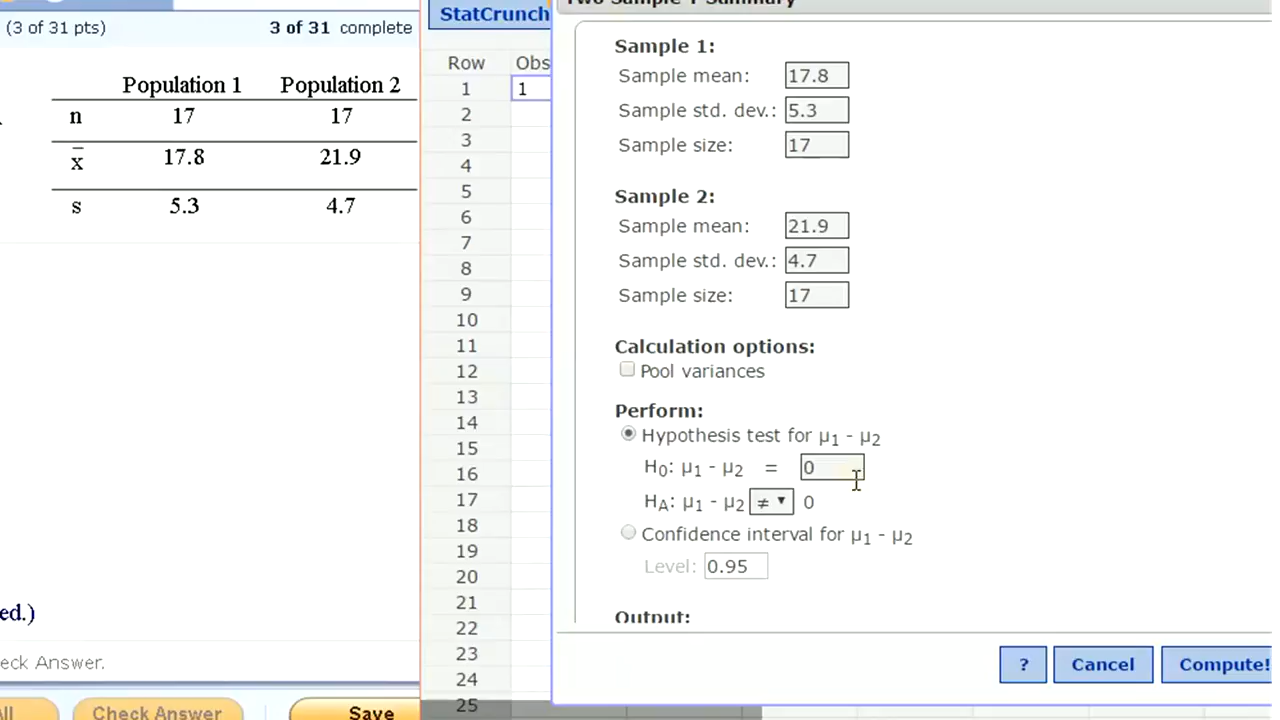 (3 of 31 pts) 3 of 31 complete
Population 1 Population 2
n 17 17
x̄ 17.8 21.9
s 5.3 4.7
ed.)
eck Answer.
All
Check Answer
Save
StatCrunch
Row Obs
1 1
2
3
4
5
6
7
8
9
10
11
12
13
14
15
16
17
18
19
20
21
22
23
24
25
Two Sample T Summary
Sample 1:
Sample mean: 17.8
Sample std. dev.: 5.3
Sample size: 17
Sample 2:
Sample mean: 21.9
Sample std. dev.: 4.7
Sample size: 17
Calculation options:
Pool variances
Perform:
Hypothesis test for μ₁ - μ₂
H₀: μ₁ - μ₂ = 0
H_A: μ₁ - μ₂ ≠ ▼ 0
Confidence interval for μ₁ - μ₂
Level: 0.95
Output:
? Cancel Compute!